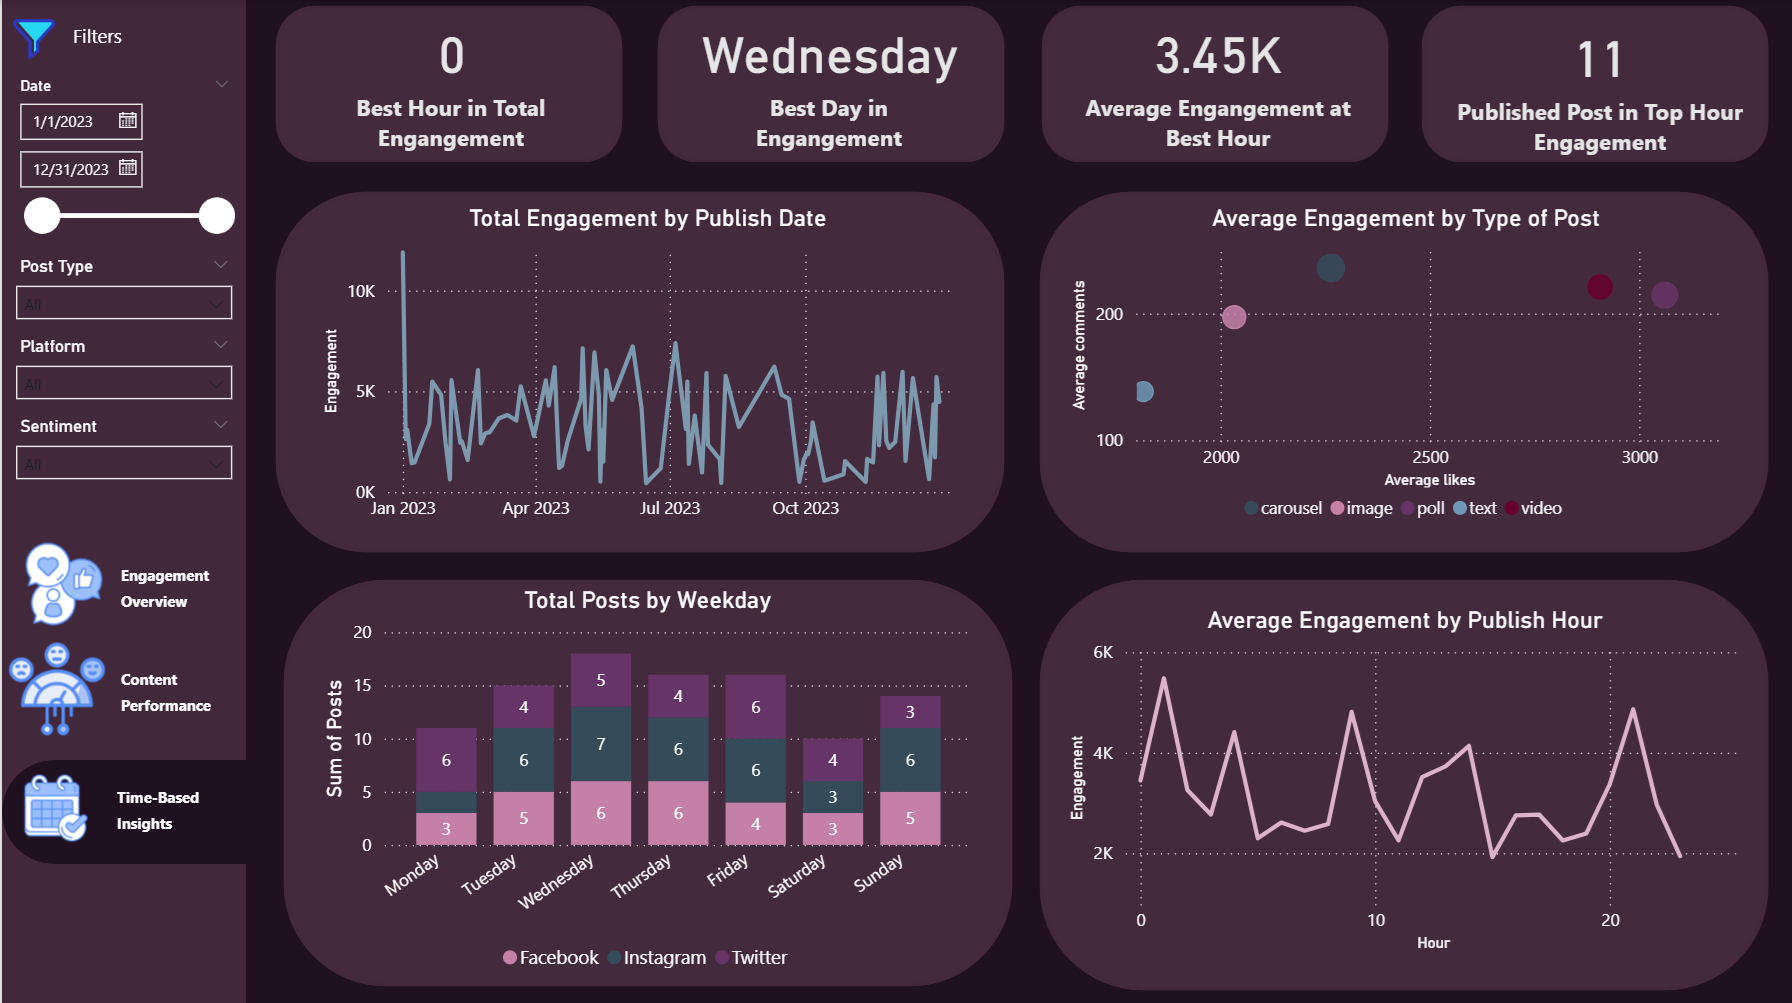 Filters
Date
1/1/2023
12/31/2023
Post Type
All
Platform
All
Sentiment
All
Engagement
Overview
Content
Performance
Time-Based
Insights
0
Best Hour in Total
Engangement
Wednesday
Best Day in
Engangement
3.45K
Average Engangement at
Best Hour
11
Published Post in Top Hour
Engagement
Total Engagement by Publish Date
Engagement
10K
5K
0K
Jan 2023 Apr 2023 Jul 2023 Oct 2023
Average Engagement by Type of Post
Average comments
200
100
2000 2500 3000
Average likes
carousel image poll text video
Total Posts by Weekday
Sum of Posts
20
15
10
5
0
6
3
4
6
5
5
7
6
4
6
6
6
6
4
4
3
3
3
6
5
Monday Tuesday Wednesday Thursday Friday Saturday Sunday
Facebook Instagram Twitter
Average Engagement by Publish Hour
Engagement
6K
4K
2K
0 10 20
Hour